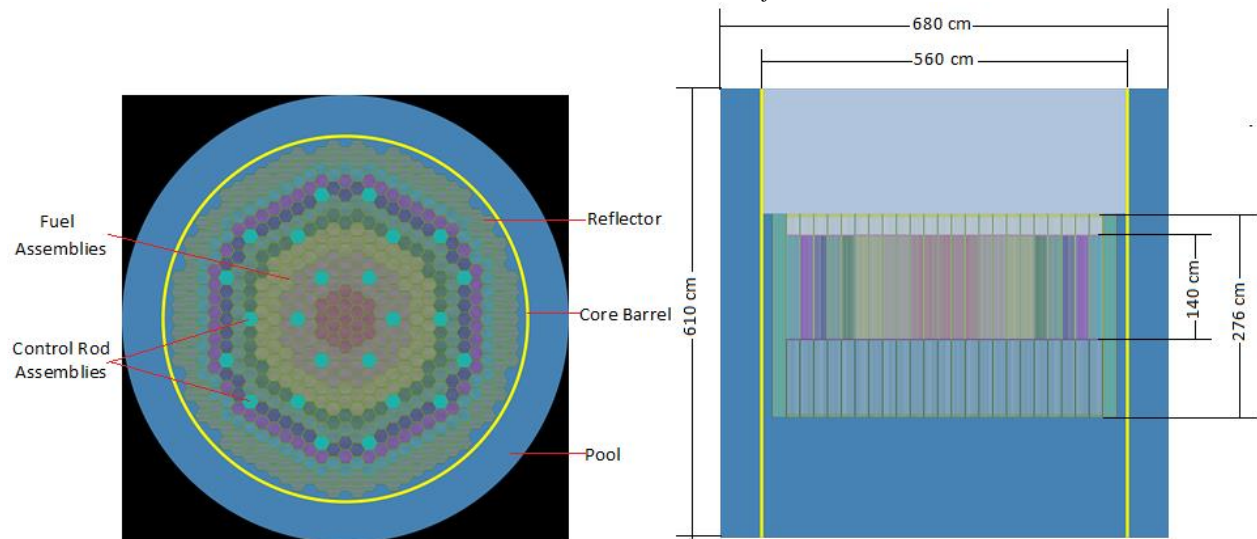 680 cm
560 cm
Fuel
Assemblies
Reflector
Core Barrel
Control Rod
Assemblies
Pool
610 cm
140 cm
276 cm